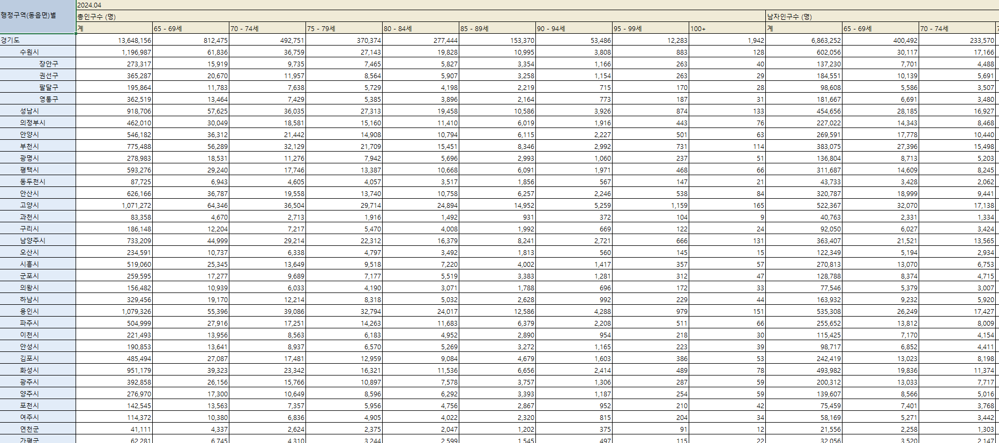 2024.04
행정구역(동읍면)별
총인구수 (명) 남자인구수 (명)
계 65 - 69세 70 - 74세 75 - 79세 80 - 84세 85 - 89세 90 - 94세 95 - 99세 100+ 계 65 - 69세 70 - 74세
경기도 13,648,156 812,475 492,751 370,374 277,444 153,370 53,486 12,283 1,942 6,863,252 400,492 233,570
수원시 1,196,987 61,836 36,759 27,143 19,828 10,995 3,808 883 128 602,056 30,117 17,166
장안구 273,317 15,919 9,735 7,465 5,827 3,354 1,166 263 40 137,230 7,701 4,488
권선구 365,287 20,670 11,957 8,564 5,907 3,258 1,154 263 29 184,551 10,139 5,691
팔달구 195,864 11,783 7,638 5,729 4,198 2,219 715 170 28 98,608 5,586 3,507
영통구 362,519 13,464 7,429 5,385 3,896 2,164 773 187 31 181,667 6,691 3,480
성남시 918,706 57,625 36,035 27,313 19,458 10,586 3,926 874 133 454,656 28,185 16,927
의정부시 462,010 30,049 18,581 15,160 11,410 6,019 1,916 443 76 227,022 14,343 8,468
안양시 546,182 36,312 21,442 14,908 10,794 6,115 2,227 501 63 269,591 17,778 10,440
부천시 775,488 56,289 32,129 21,709 15,451 8,346 2,992 731 114 383,075 27,396 15,498
광명시 278,983 18,531 11,276 7,942 5,696 2,993 1,060 237 51 136,804 8,713 5,203
평택시 593,276 29,240 17,746 13,387 10,668 6,091 1,971 468 66 311,687 14,609 8,245
동두천시 87,725 6,943 4,605 4,057 3,517 1,856 567 147 21 43,733 3,428 2,062
안산시 626,166 36,787 19,558 13,740 10,758 6,257 2,246 538 84 320,787 18,999 9,441
고양시 1,071,272 64,346 36,504 29,714 24,894 14,952 5,259 1,159 165 522,367 32,070 17,138
과천시 83,358 4,670 2,713 1,916 1,492 931 372 104 9 40,763 2,331 1,334
구리시 186,148 12,204 7,217 5,470 4,008 1,992 669 122 24 92,050 6,027 3,424
남양주시 733,209 44,999 29,214 22,312 16,379 8,241 2,721 666 131 363,407 21,521 13,565
오산시 234,591 10,737 6,338 4,797 3,492 1,813 560 145 15 122,349 5,194 2,934
시흥시 519,060 25,345 13,649 9,518 7,220 4,002 1,417 357 57 270,813 13,070 6,753
군포시 259,595 17,277 9,689 7,177 5,519 3,383 1,281 312 47 128,788 8,374 4,715
의왕시 156,482 10,939 6,033 4,190 3,071 1,788 696 172 33 77,546 5,379 3,007
하남시 329,456 19,170 12,214 8,318 5,032 2,628 992 229 44 163,932 9,232 5,920
용인시 1,079,326 55,396 39,086 32,794 24,017 12,586 4,288 979 151 535,308 26,249 17,427
파주시 504,999 27,916 17,251 14,263 11,683 6,379 2,208 511 66 255,652 13,812 8,009
이천시 221,493 13,956 8,563 6,183 4,952 2,890 954 218 30 115,425 7,170 4,154
안성시 190,853 13,641 8,937 6,570 5,269 3,272 1,165 223 39 98,717 6,852 4,411
김포시 485,494 27,087 17,481 12,959 9,084 4,679 1,603 386 53 242,419 13,023 8,198
화성시 951,179 39,323 23,342 16,321 11,536 6,656 2,414 489 78 493,982 19,836 11,374
광주시 392,858 26,156 15,766 10,897 7,578 3,757 1,306 287 59 200,312 13,033 7,717
양주시 276,970 17,300 10,649 8,596 6,292 3,393 1,187 254 59 139,607 8,566 5,016
포천시 142,545 13,563 7,357 5,956 4,756 2,867 952 210 42 75,459 7,401 3,768
여주시 114,372 10,380 6,836 4,905 4,022 2,320 815 204 34 58,169 5,271 3,442
연천군 41,111 4,337 2,624 2,375 2,047 1,202 375 91 12 21,556 2,258 1,303
가평군 62,281 6,745 4,310 3,244 2,599 1,545 497 115 22 32,056 3,520 2,147